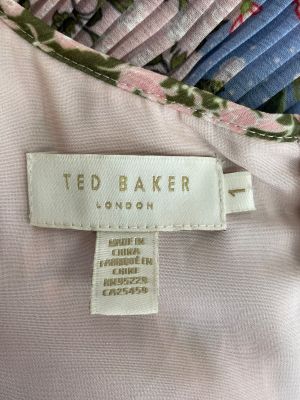 TED BAKER
LONDON
1
MADE IN
CHINA
FABRIQUÉ EN
CHINE
RN95229
CA25459